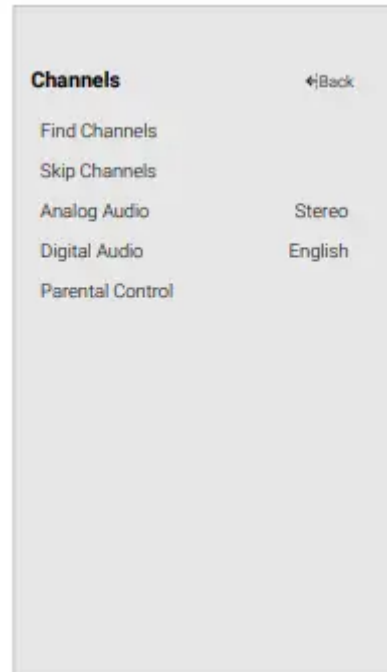 Channels Back
Find Channels
Skip Channels
Analog Audio Stereo
Digital Audio English
Parental Control